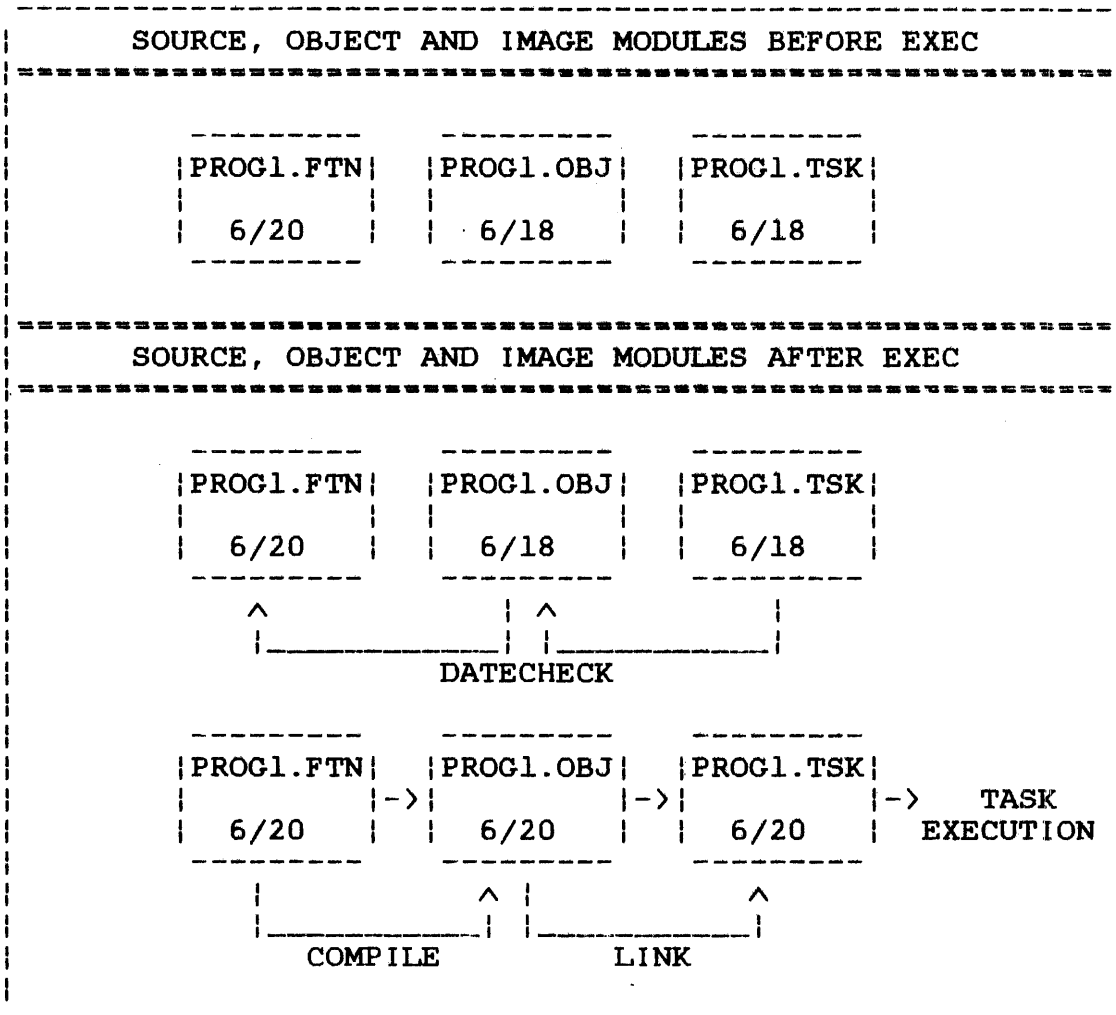 SOURCE, OBJECT AND IMAGE MODULES BEFORE EXEC
PROG1.FTN PROG1.OBJ PROG1.TSK
6/20 6/18 6/18
SOURCE, OBJECT AND IMAGE MODULES AFTER EXEC
PROG1.FTN PROG1.OBJ PROG1.TSK
6/20 6/18 6/18
DATECHECK
PROG1.FTN PROG1.OBJ PROG1.TSK
-> -> -> TASK
6/20 6/20 6/20 EXECUTION
COMPILE LINK